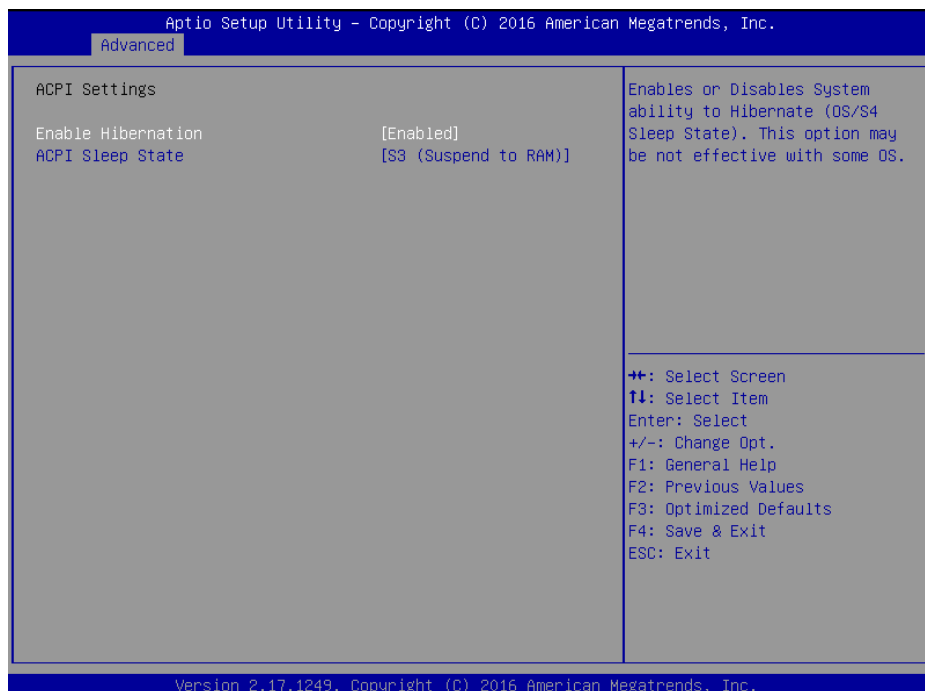 Aptio Setup Utility – Copyright (C) 2016 American Megatrends, Inc.
Advanced
ACPI Settings
Enable Hibernation [Enabled]
ACPI Sleep State [S3 (Suspend to RAM)]
Enables or Disables System
ability to Hibernate (OS/S4
Sleep State). This option may
be not effective with some OS.
→←: Select Screen
↑↓: Select Item
Enter: Select
+/-: Change Opt.
F1: General Help
F2: Previous Values
F3: Optimized Defaults
F4: Save & Exit
ESC: Exit
Version 2.17.1249. Copyright (C) 2016 American Megatrends, Inc.